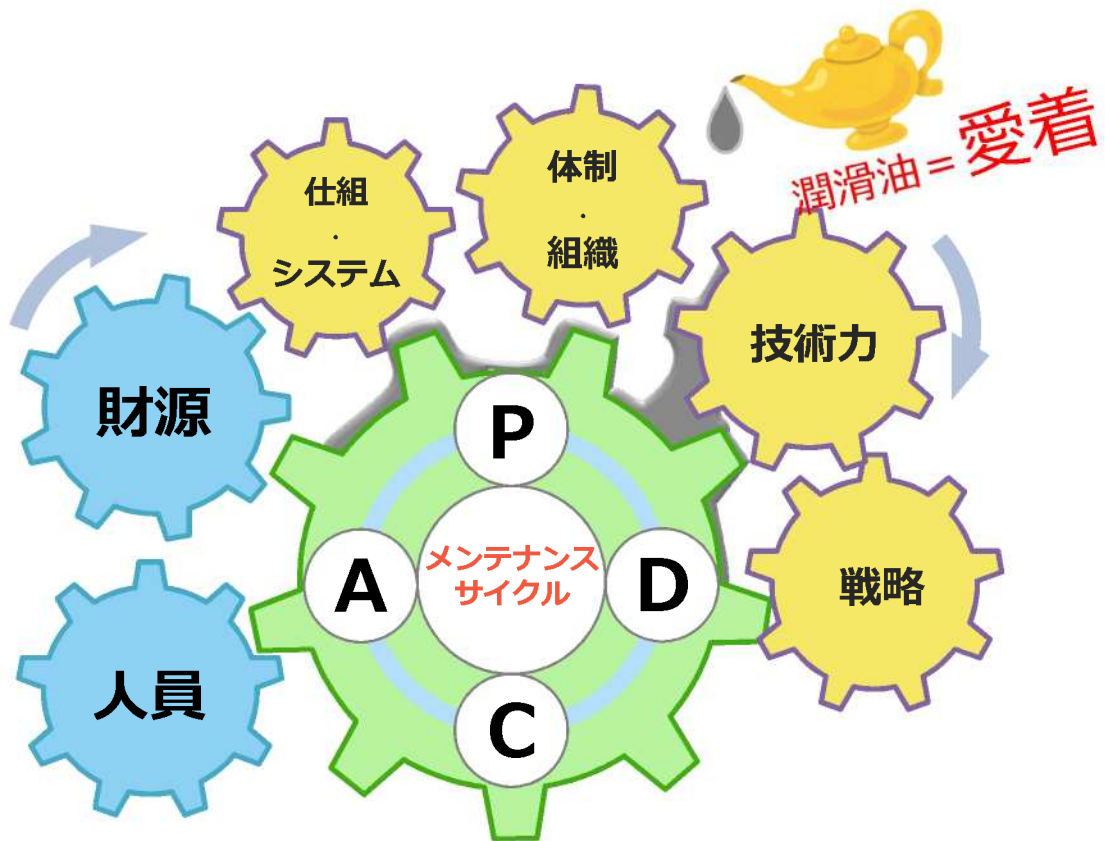 潤滑油＝愛着
仕組
・
システム
体制
・
組織
技術力
財源
戦略
人員
P
A
メンテナンス
サイクル
D
C